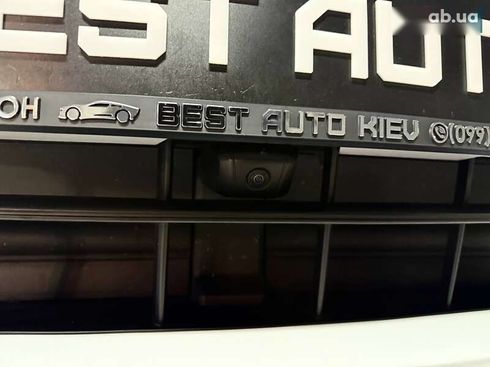 ab.ua
EST AUT
ОН BEST AUTO KIEV (099)